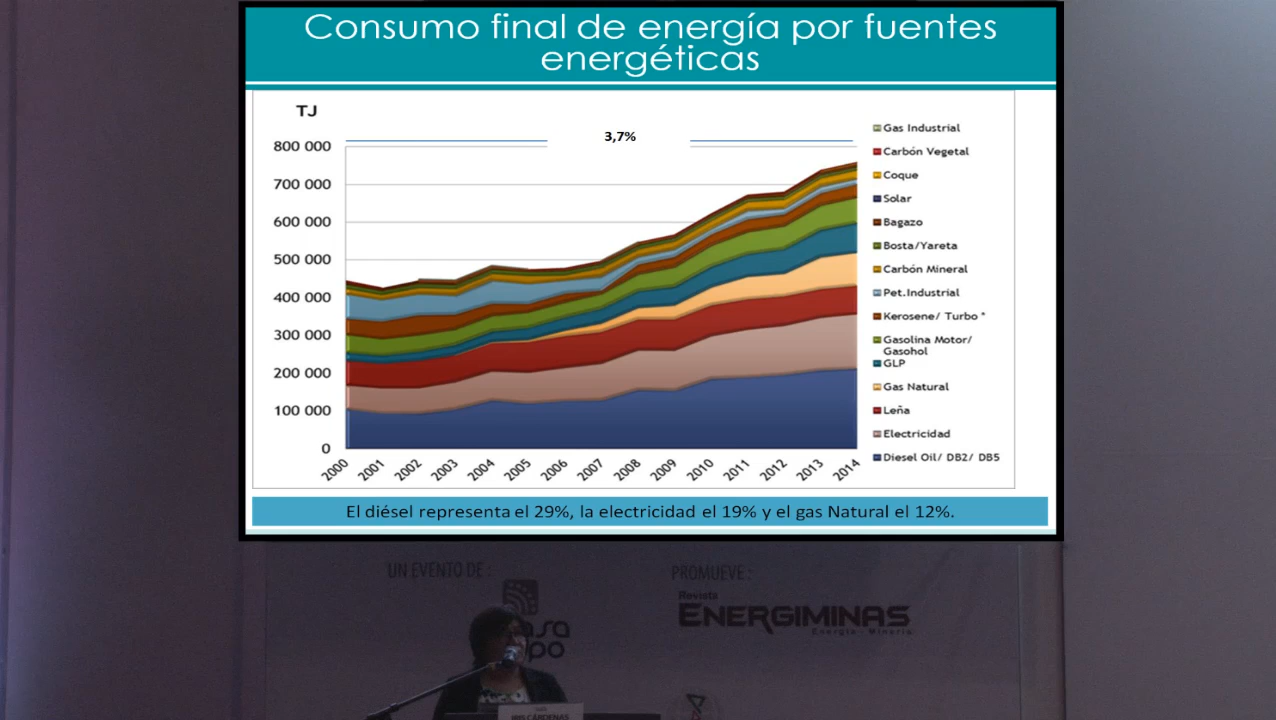 Consumo final de energía por fuentes
energéticas
TJ
3,7%
800 000
700 000
600 000
500 000
400 000
300 000
200 000
100 000
0
2000
2001
2002
2003
2004
2005
2006
2007
2008
2009
2010
2011
2012
2013
2014
Gas Industrial
Carbón Vegetal
Coque
Solar
Bagazo
Bosta/Yareta
Carbón Mineral
Pet.Industrial
Kerosene/ Turbo *
Gasolina Motor/
Gasohol
GLP
Gas Natural
Leña
Electricidad
Diesel Oil/ DB2/ DB5
El diésel representa el 29%, la electricidad el 19% y el gas Natural el 12%.
UN EVENTO DE :
PROMUEVE :
Revista
ENERGIMINAS
Energía - Minería